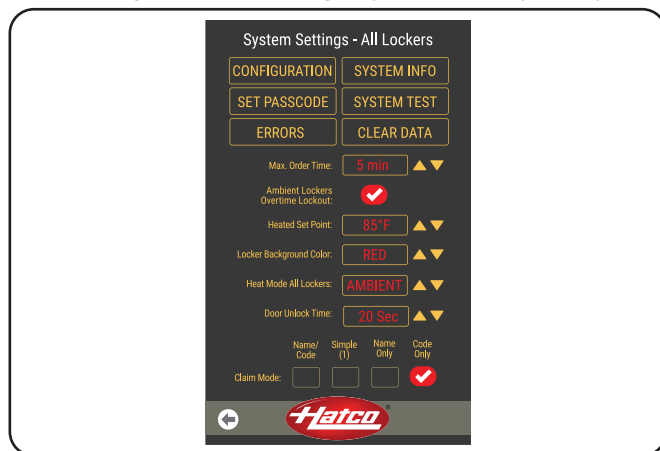 System Settings - All Lockers
CONFIGURATION SYSTEM INFO
SET PASSCODE SYSTEM TEST
ERRORS CLEAR DATA
Max. Order Time: 5 min
Ambient Lockers
Overtime Lockout:
Heated Set Point: 85°F
Locker Background Color: RED
Heat Mode All Lockers: AMBIENT
Door Unlock Time: 20 Sec
Name/ Simple Name Code
Code (1) Only Only
Claim Mode:
Hatco ®